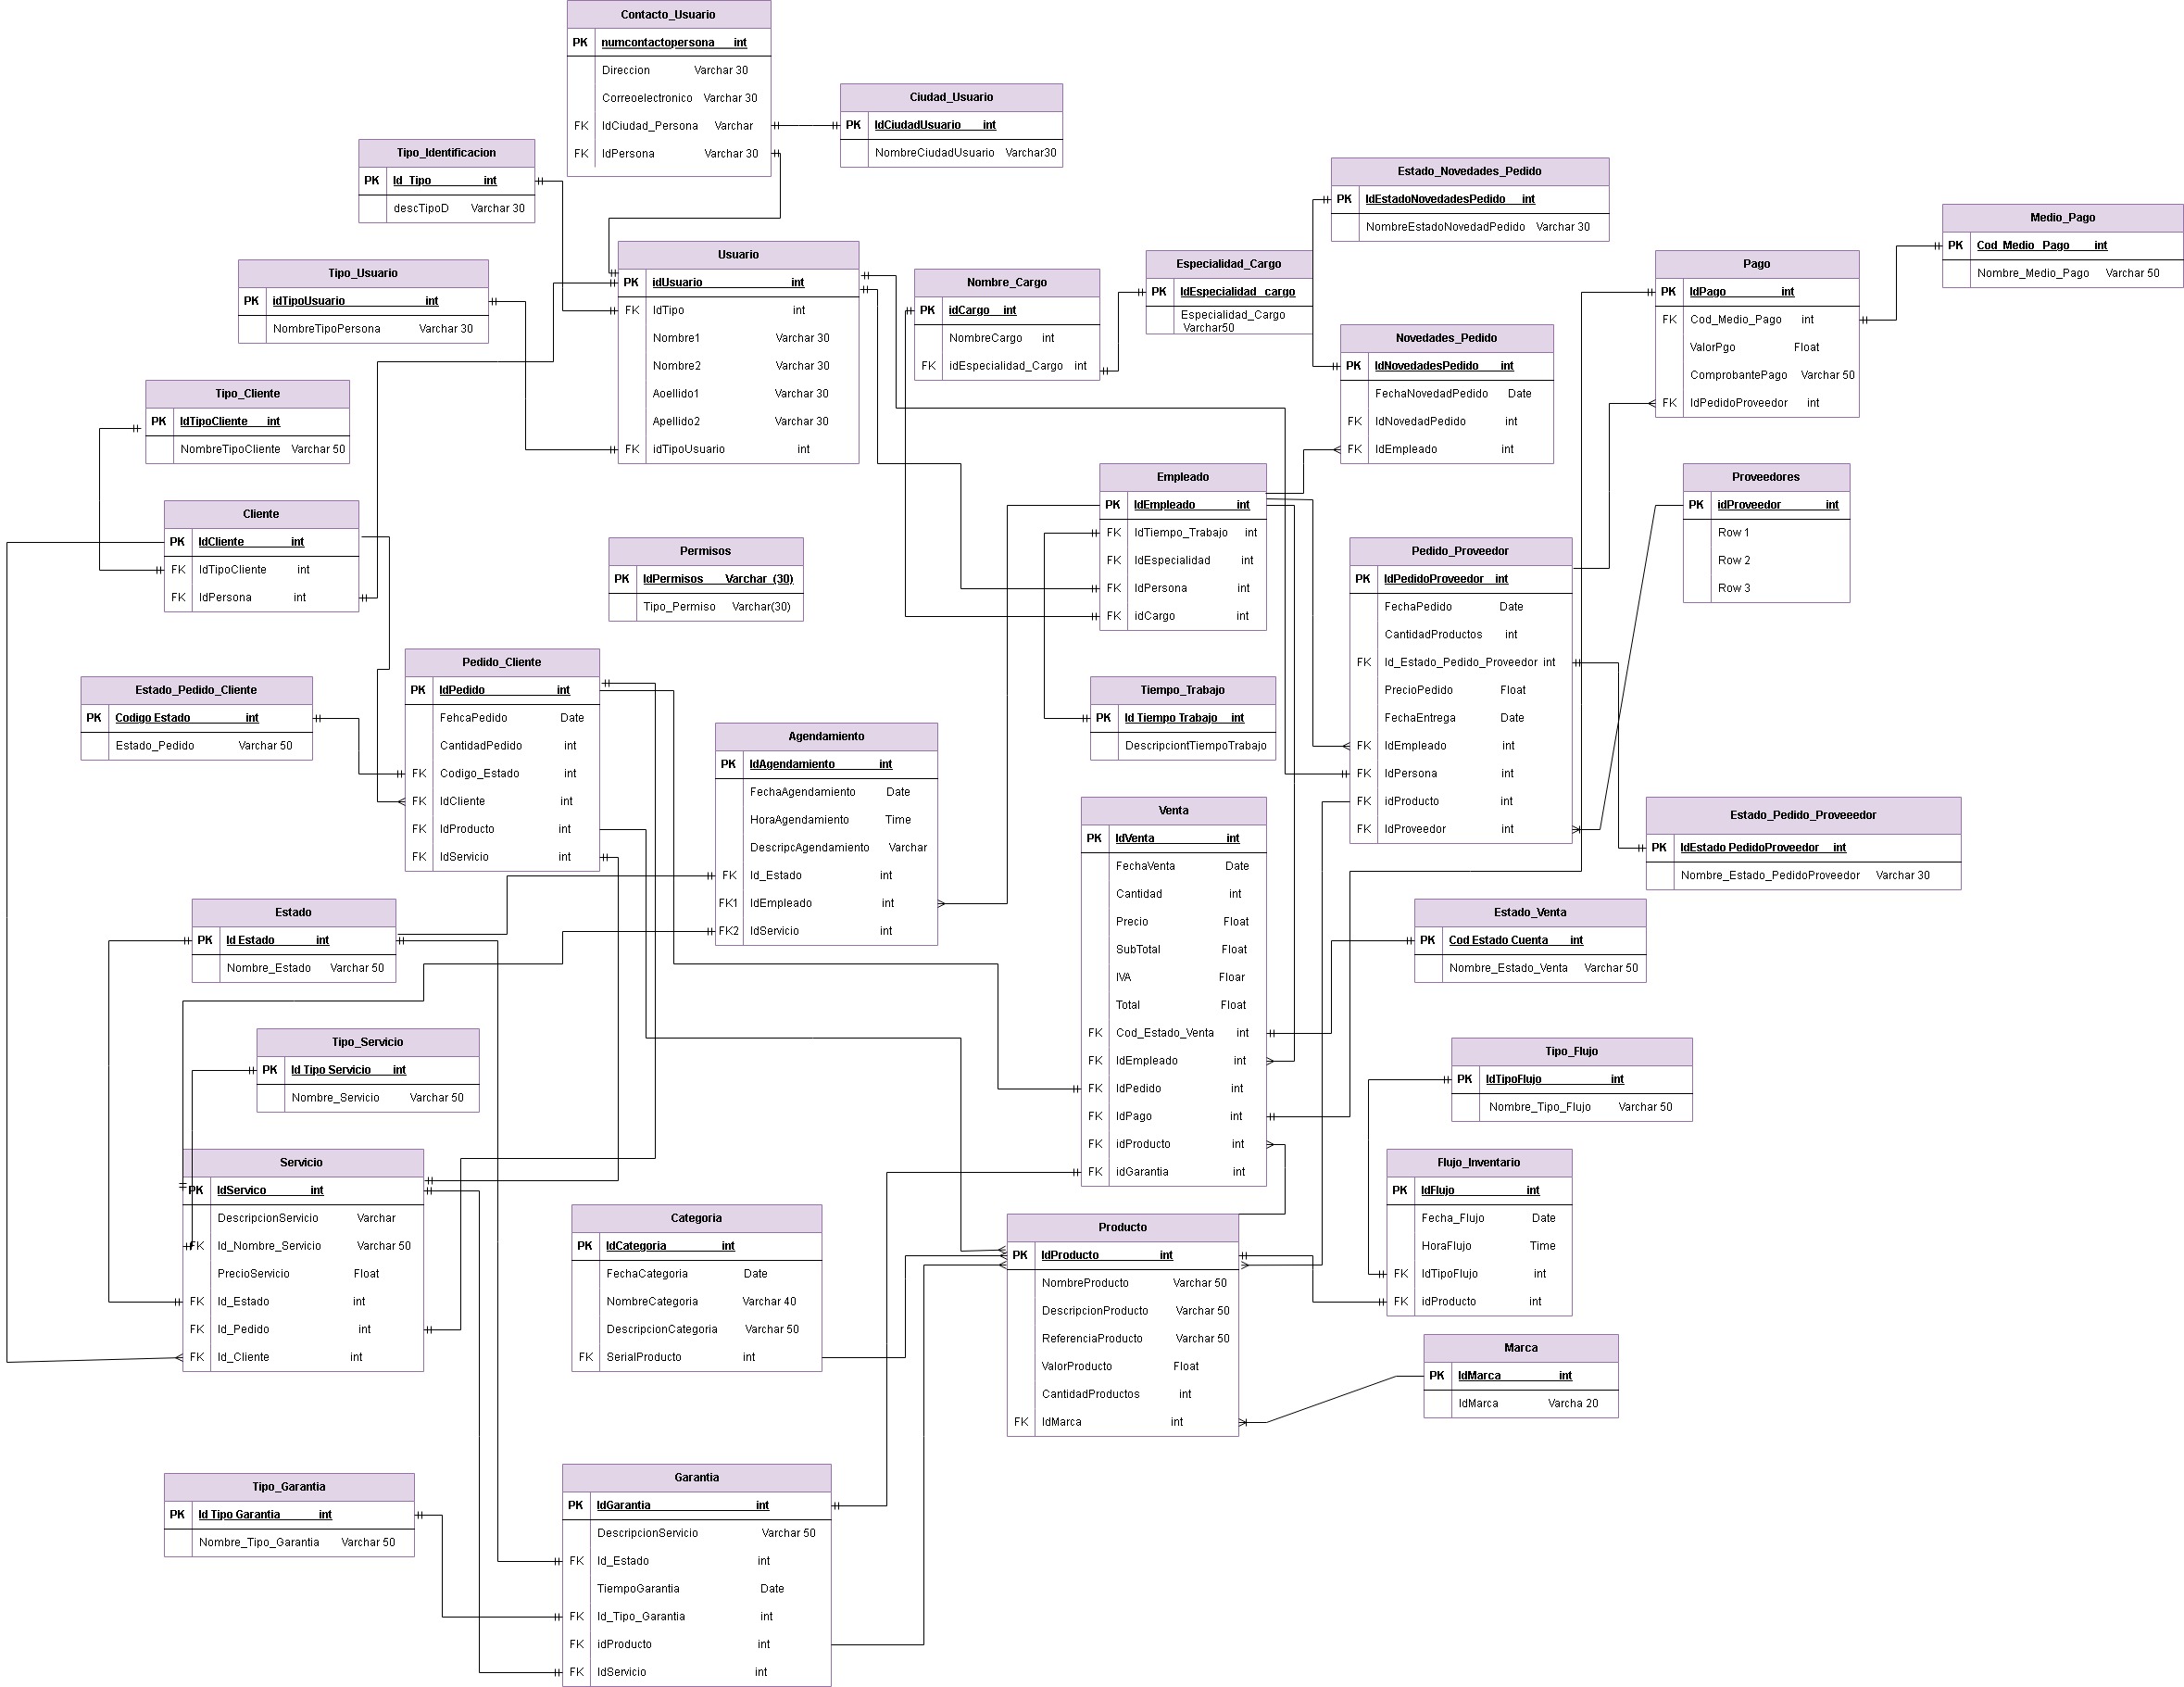 Contacto_Usuario
PK numcontactopersona int
Direccion Varchar 30
Correoelectronico Varchar 30
FK IdCiudad_Persona Varchar
FK IdPersona Varchar 30
Ciudad_Usuario
PK IdCiudadUsuario int
NombreCiudadUsuario Varchar30
Tipo_Identificacion
PK Id_Tipo int
descTipoD Varchar 30
Estado_Novedades_Pedido
PK IdEstadoNovedadesPedido int
NombreEstadoNovedadPedido Varchar 30
Medio_Pago
PK Cod_Medio_Pago int
Nombre_Medio_Pago Varchar 50
Usuario
PK idUsuario int
FK IdTipo int
Nombre1 Varchar 30
Nombre2 Varchar 30
Aoellido1 Varchar 30
Apellido2 Varchar 30
FK idTipoUsuario int
Tipo_Usuario
PK idTipoUsuario int
NombreTipoPersona Varchar 30
Nombre_Cargo
PK idCargo int
NombreCargo int
FK idEspecialidad_Cargo int
Especialidad_Cargo
PK IdEspecialidad_cargo
Especialidad_Cargo
Varchar50
Pago
PK IdPago int
FK Cod_Medio_Pago int
ValorPgo Float
ComprobantePago Varchar 50
FK IdPedidoProveedor int
Novedades_Pedido
PK IdNovedadesPedido int
FechaNovedadPedido Date
FK IdNovedadPedido int
FK IdEmpleado int
Tipo_Cliente
PK IdTipoCliente int
NombreTipoCliente Varchar 50
Empleado
PK IdEmpleado int
FK IdTiempo_Trabajo int
FK IdEspecialidad int
FK IdPersona int
FK idCargo int
Proveedores
PK idProveedor int
Row 1
Row 2
Row 3
Cliente
PK IdCliente int
FK IdTipoCliente int
FK IdPersona int
Permisos
PK IdPermisos Varchar (30)
Tipo_Permiso Varchar(30)
Pedido_Proveedor
PK IdPedidoProveedor int
FechaPedido Date
CantidadProductos int
FK Id_Estado_Pedido_Proveedor int
PrecioPedido Float
FechaEntrega Date
FK IdEmpleado int
FK IdPersona int
FK idProducto int
FK IdProveedor int
Pedido_Cliente
PK IdPedido int
FehcaPedido Date
CantidadPedido int
FK Codigo_Estado int
FK IdCliente int
FK IdProducto int
FK IdServicio int
Estado_Pedido_Cliente
PK Codigo Estado int
Estado_Pedido Varchar 50
Tiempo_Trabajo
PK Id Tiempo Trabajo int
DescripciontTiempoTrabajo
Agendamiento
PK IdAgendamiento int
FechaAgendamiento Date
HoraAgendamiento Time
DescripcAgendamiento Varchar
FK Id_Estado int
FK1 IdEmpleado int
FK2 IdServicio int
Venta
PK IdVenta int
FechaVenta Date
Cantidad int
Precio Float
SubTotal Float
IVA Floar
Total Float
FK Cod_Estado_Venta int
FK IdEmpleado int
FK IdPedido int
FK IdPago int
FK idProducto int
FK idGarantia int
Estado_Pedido_Proveeedor
PK IdEstado PedidoProveedor int
Nombre_Estado_PedidoProveedor Varchar 30
Estado
PK Id Estado int
Nombre_Estado Varchar 50
Estado_Venta
PK Cod Estado Cuenta int
Nombre_Estado_Venta Varchar 50
Tipo_Servicio
PK Id Tipo Servicio int
Nombre_Servicio Varchar 50
Tipo_Flujo
PK IdTipoFlujo int
Nombre_Tipo_Flujo Varchar 50
Servicio
PK IdServico int
DescripcionServicio Varchar
FK Id_Nombre_Servicio Varchar 50
PrecioServicio Float
FK Id_Estado int
FK Id_Pedido int
FK Id_Cliente int
Flujo_Inventario
PK IdFlujo int
Fecha_Flujo Date
HoraFlujo Time
FK IdTipoFlujo int
FK idProducto int
Categoria
PK IdCategoria int
FechaCategoria Date
NombreCategoria Varchar 40
DescripcionCategoria Varchar 50
FK SerialProducto int
Producto
PK IdProducto int
NombreProducto Varchar 50
DescripcionProducto Varchar 50
ReferenciaProducto Varchar 50
ValorProducto Float
CantidadProductos int
FK IdMarca int
Marca
PK IdMarca int
IdMarca Varcha 20
Tipo_Garantia
PK Id Tipo Garantia int
Nombre_Tipo_Garantia Varchar 50
Garantia
PK IdGarantia int
DescripcionServicio Varchar 50
FK Id_Estado int
TiempoGarantia Date
FK Id_Tipo_Garantia int
FK idProducto int
FK IdServicio int